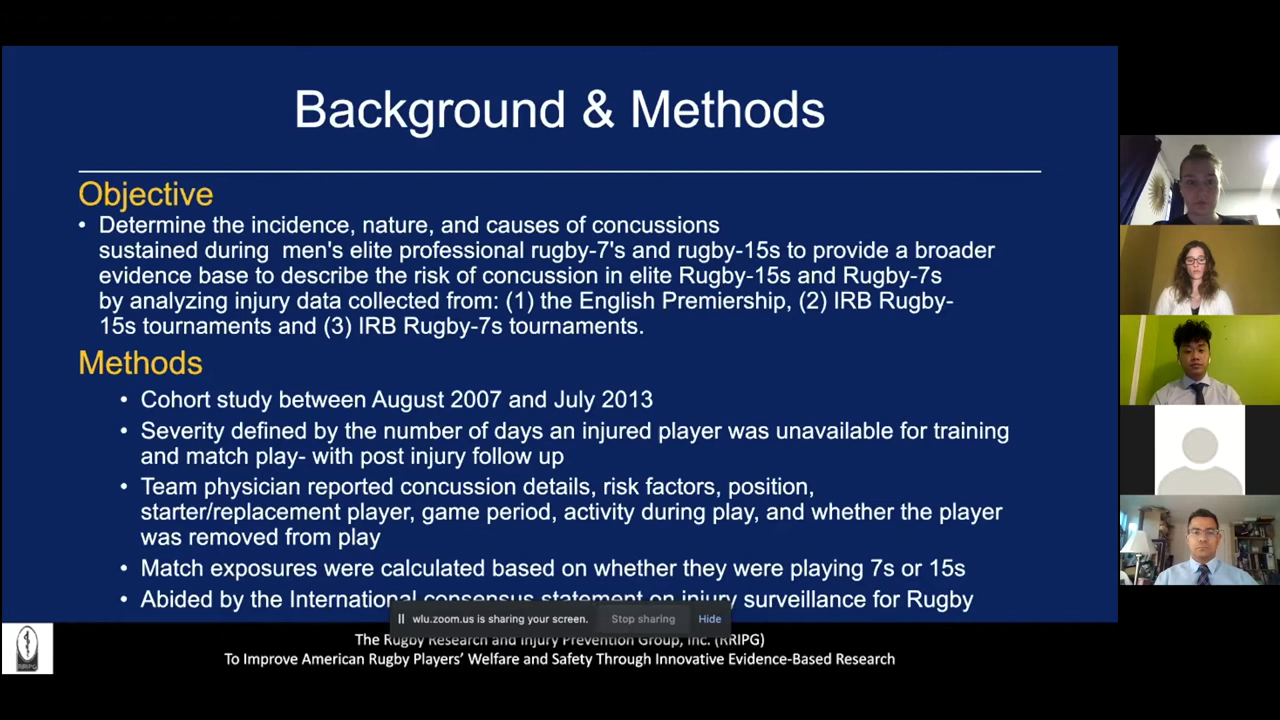 Background & Methods
Objective
• Determine the incidence, nature, and causes of concussions
sustained during men's elite professional rugby-7's and rugby-15s to provide a broader
evidence base to describe the risk of concussion in elite Rugby-15s and Rugby-7s
by analyzing injury data collected from: (1) the English Premiership, (2) IRB Rugby-
15s tournaments and (3) IRB Rugby-7s tournaments.
Methods
• Cohort study between August 2007 and July 2013
• Severity defined by the number of days an injured player was unavailable for training
and match play- with post injury follow up
• Team physician reported concussion details, risk factors, position,
starter/replacement player, game period, activity during play, and whether the player
was removed from play
• Match exposures were calculated based on whether they were playing 7s or 15s
• Abided by the International consensus statement on injury surveillance for Rugby
wlu.zoom.us is sharing your screen. Stop sharing Hide
The Rugby Research and Injury Prevention Group, Inc. (RRIPG)
To Improve American Rugby Players' Welfare and Safety Through Innovative Evidence-Based Research
RRIPG